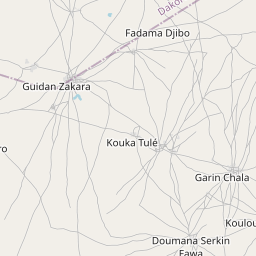 Fadama Djibo
Dako
Guidan Zakara
Kouka Tulé
ro
Garin Chala
Koulou
Doumana Serkin
Fawa